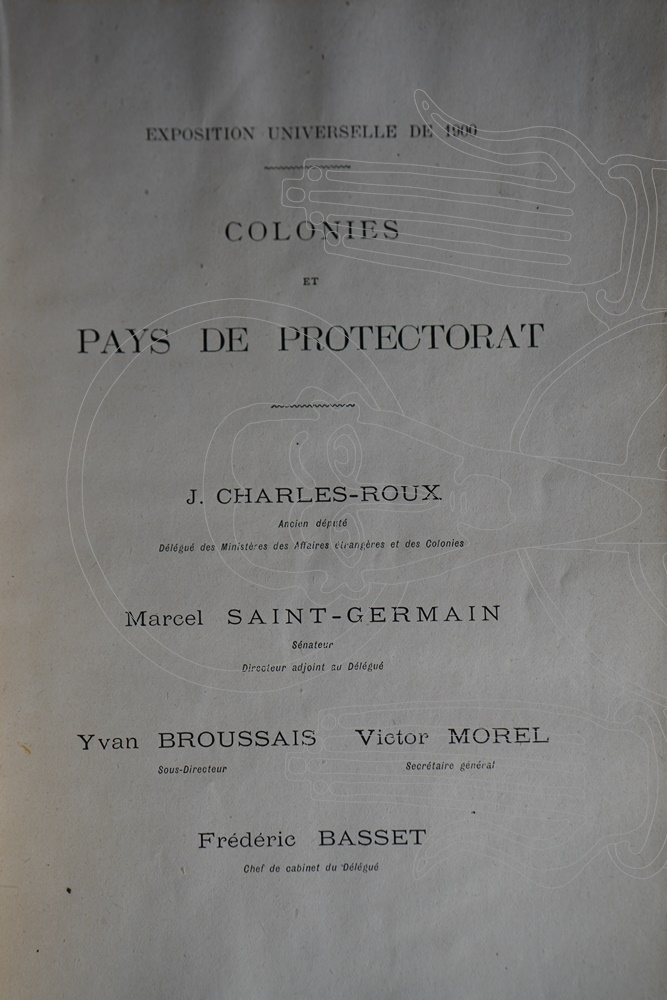 EXPOSITION UNIVERSELLE DE 1900
COLONIES
ET
PAYS DE PROTECTORAT
J. CHARLES-ROUX
Ancien député
Délégué des Ministères des Affaires étrangères et des Colonies
Marcel SAINT-GERMAIN
Sénateur
Directeur adjoint au Délégué
Yvan BROUSSAIS Victor MOREL
Sous-Directeur Secrétaire général
Frédéric BASSET
Chef de cabinet du Délégué